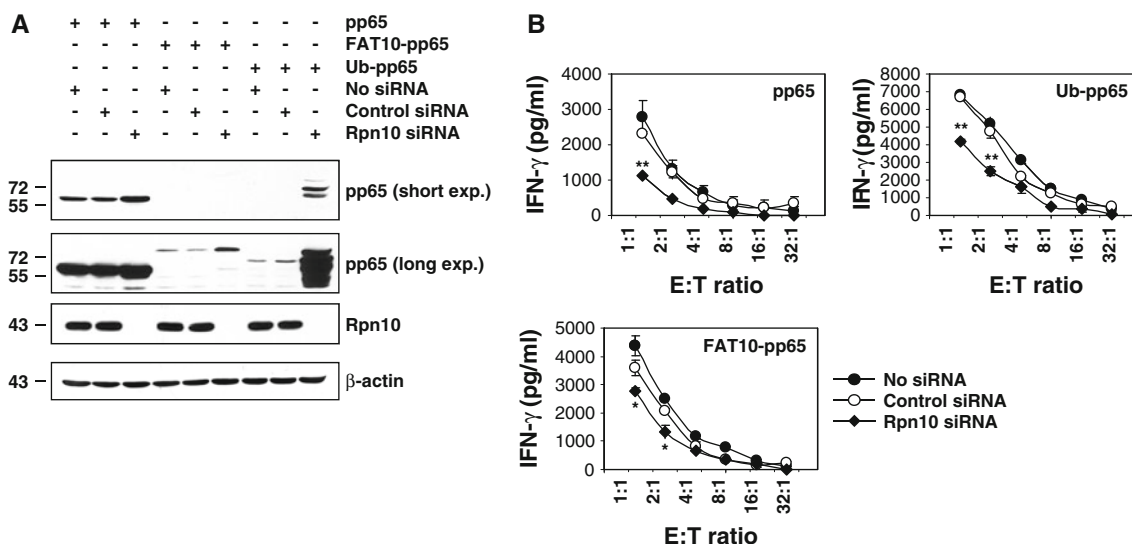 A
+ + + - - - - - - pp65
- - - + + + - - - FAT10-pp65
- - - - - - + + + Ub-pp65
+ - - + - - + - - No siRNA
- + - - + - - + - Control siRNA
- - + - - + - - + Rpn10 siRNA
72
55
pp65 (short exp.)
72
55
pp65 (long exp.)
43
Rpn10
43
β-actin
B
pp65
IFN-γ (pg/ml)
4000
3000
2000
1000
0
**
1:1 2:1 4:1 8:1 16:1 32:1
E:T ratio
Ub-pp65
IFN-γ (pg/ml)
8000
7000
6000
5000
4000
3000
2000
1000
0
**
**
1:1 2:1 4:1 8:1 16:1 32:1
E:T ratio
FAT10-pp65
IFN-γ (pg/ml)
5000
4000
3000
2000
1000
0
*
*
1:1 2:1 4:1 8:1 16:1 32:1
E:T ratio
No siRNA
Control siRNA
Rpn10 siRNA